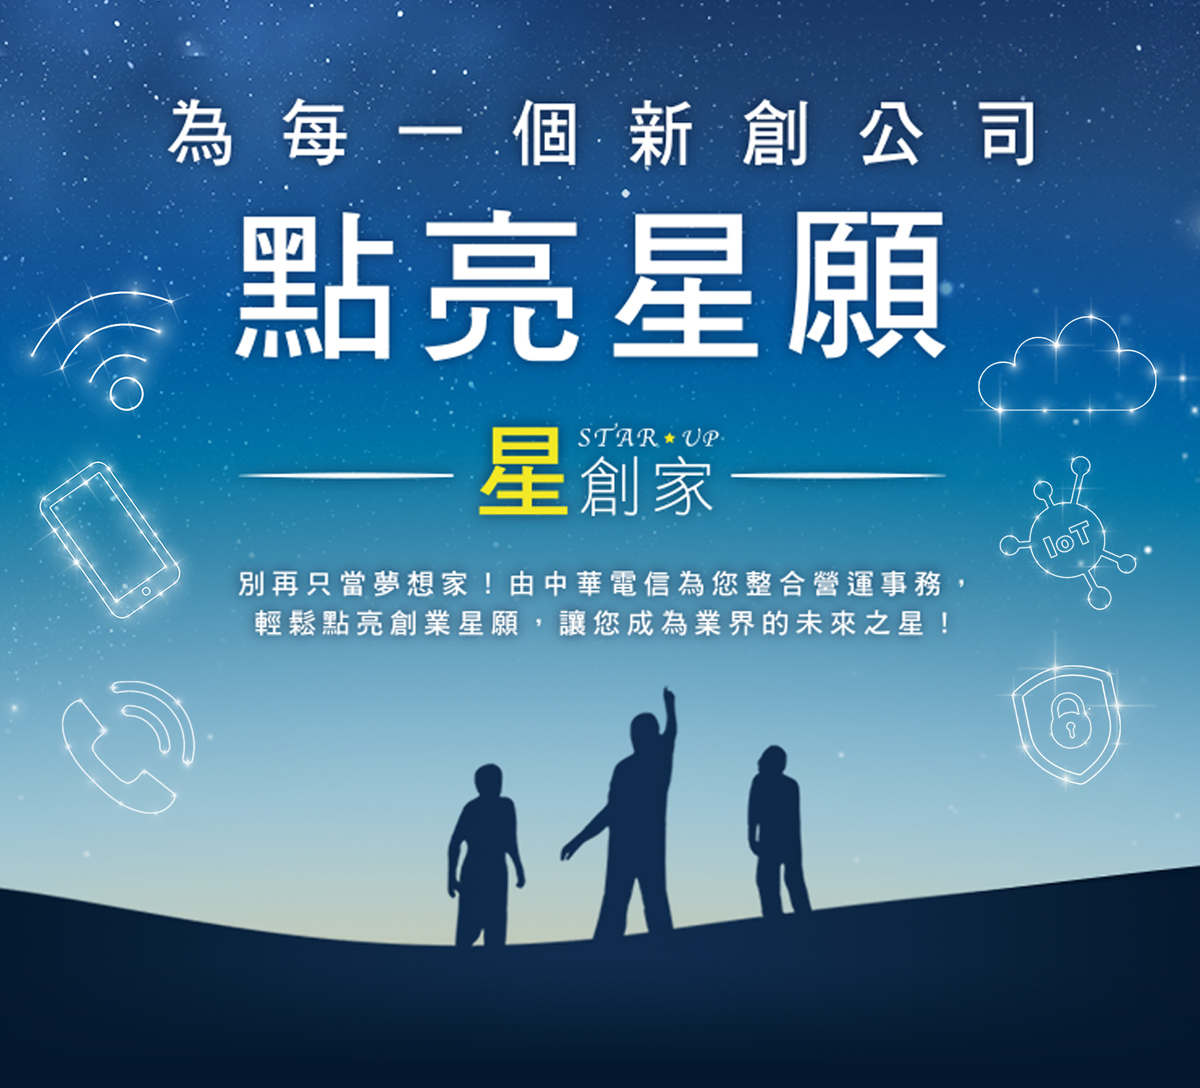 為每一個新創公司
點亮星願
星創家
STAR★UP
別再只當夢想家！由中華電信為您整合營運事務，
輕鬆點亮創業星願，讓您成為業界的未來之星！
IoT